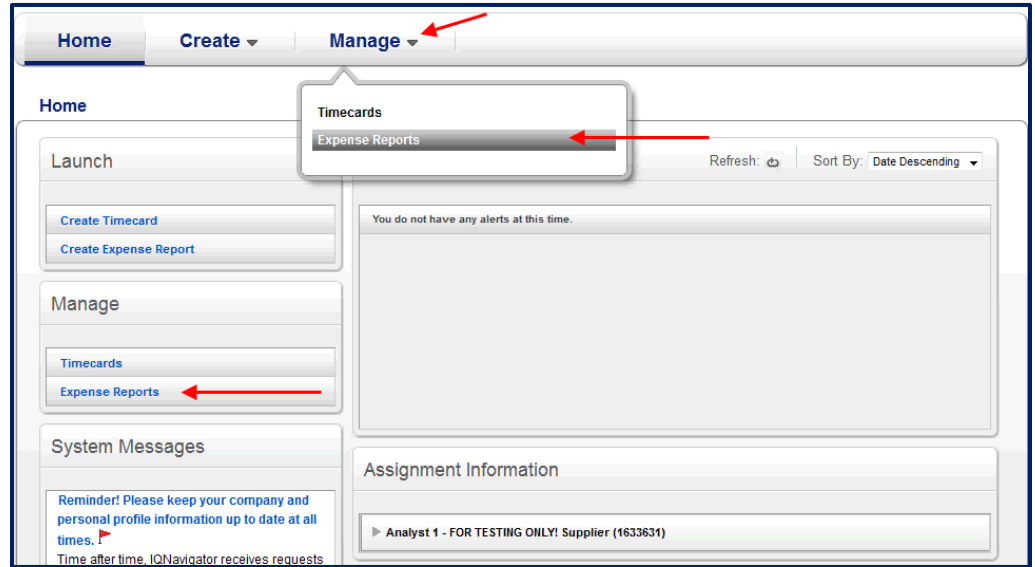 Home Create Manage
Timecards
Expense Reports
Home
Launch
Refresh: Sort By: Date Descending
Create Timecard
Create Expense Report
You do not have any alerts at this time.
Manage
Timecards
Expense Reports
System Messages
Reminder! Please keep your company and
personal profile information up to date at all
times.
Time after time, IQNavigator receives requests
Assignment Information
Analyst 1 - FOR TESTING ONLY! Supplier (1633631)